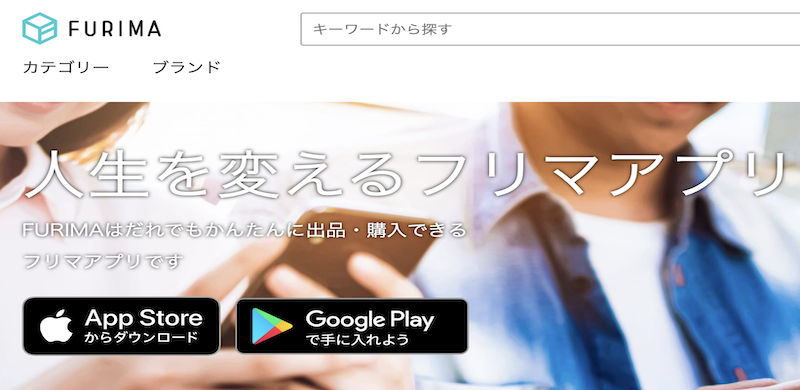 FURIMA
キーワードから探す
カテゴリー
ブランド
人生を変えるフリマアプリ
FURIMAはだれでもかんたんに出品・購入できる
フリマアプリです
App Store
からダウンロード
Google Play
で手に入れよう